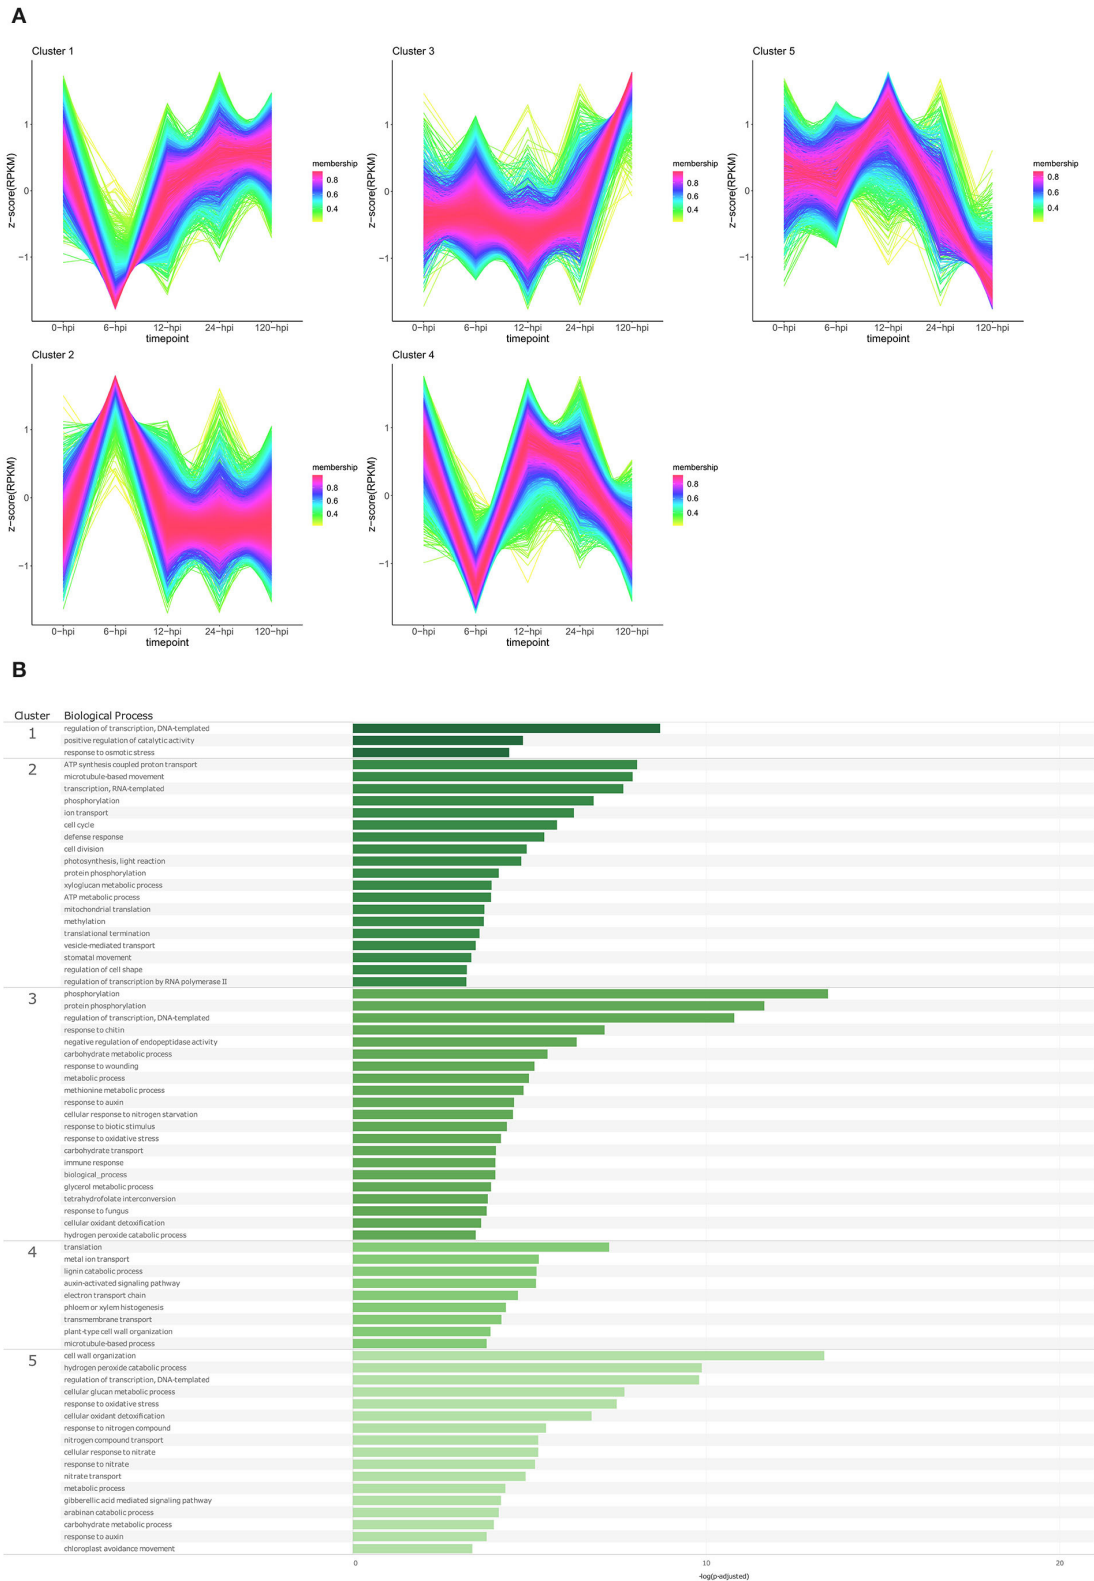 A
Cluster 1
Cluster 3
Cluster 5
z-score(RPKM)
1
0
−1
0−hpi 6−hpi 12−hpi 24−hpi 120−hpi
timepoint
membership
0.8
0.6
0.4
z-score(RPKM)
1
0
−1
0−hpi 6−hpi 12−hpi 24−hpi 120−hpi
timepoint
membership
0.8
0.6
0.4
z-score(RPKM)
1
0
−1
0−hpi 6−hpi 12−hpi 24−hpi 120−hpi
timepoint
membership
0.8
0.6
0.4
Cluster 2
Cluster 4
z-score(RPKM)
1
0
−1
0−hpi 6−hpi 12−hpi 24−hpi 120−hpi
timepoint
membership
0.8
0.6
0.4
z-score(RPKM)
1
0
−1
0−hpi 6−hpi 12−hpi 24−hpi 120−hpi
timepoint
membership
0.8
0.6
0.4
B
Cluster Biological Process
1
regulation of transcription, DNA-templated
positive regulation of catalytic activity
response to osmotic stress
2
ATP synthesis coupled proton transport
microtubule-based movement
transcription, RNA-templated
phosphorylation
ion transport
cell cycle
defense response
cell division
photosynthesis, light reaction
protein phosphorylation
xyloglucan metabolic process
ATP metabolic process
mitochondrial translation
methylation
translational termination
vesicle-mediated transport
stomatal movement
regulation of cell shape
regulation of transcription by RNA polymerase II
3
phosphorylation
protein phosphorylation
regulation of transcription, DNA-templated
response to chitin
negative regulation of endopeptidase activity
carbohydrate metabolic process
response to wounding
metabolic process
methionine metabolic process
response to auxin
cellular response to nitrogen starvation
response to biotic stimulus
response to oxidative stress
carbohydrate transport
immune response
biological_process
glycerol metabolic process
tetrahydrofolate interconversion
response to fungus
cellular oxidant detoxification
hydrogen peroxide catabolic process
4
translation
metal ion transport
lignin catabolic process
auxin-activated signaling pathway
electron transport chain
phloem or xylem histogenesis
transmembrane transport
plant-type cell wall organization
microtubule-based process
5
cell wall organization
hydrogen peroxide catabolic process
regulation of transcription, DNA-templated
cellular glucan metabolic process
response to oxidative stress
cellular oxidant detoxification
response to nitrogen compound
nitrogen compound transport
cellular response to nitrate
response to nitrate
nitrate transport
metabolic process
gibberellic acid mediated signaling pathway
arabinan catabolic process
carbohydrate metabolic process
response to auxin
chloroplast avoidance movement
0 10 20
-log(p-adjusted)